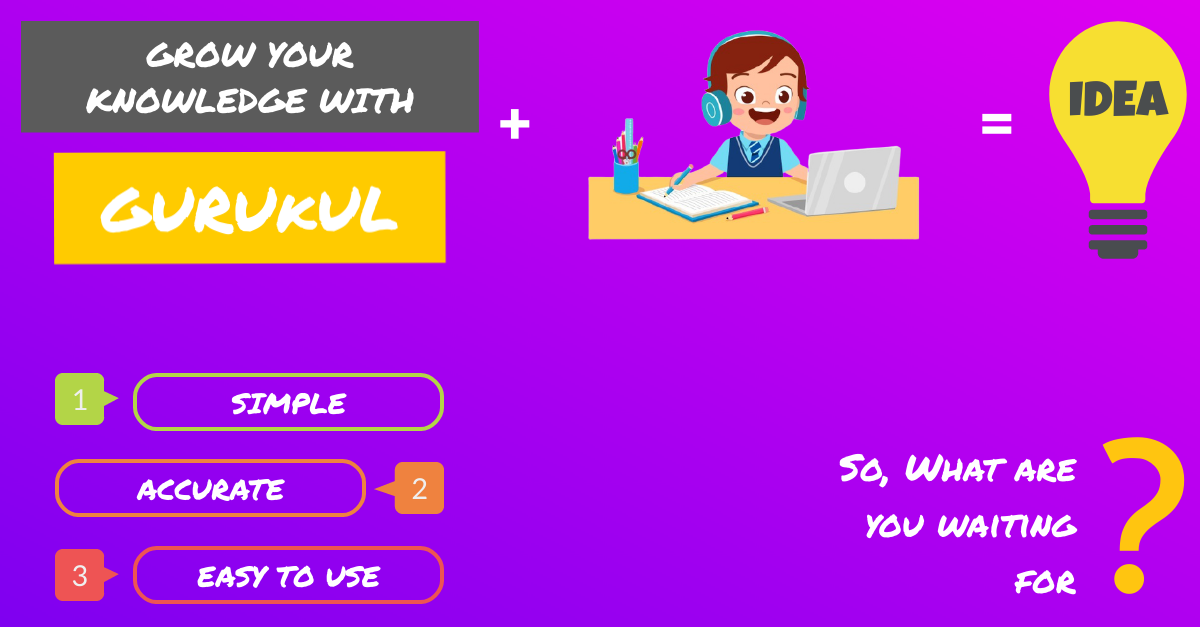 GROW YOUR
KNOWLEDGE WITH
GURUKUL
+
=
IDEA
1
SIMPLE
ACCURATE
2
3
EASY TO USE
SO, WHAT ARE
YOU WAITING
FOR
?